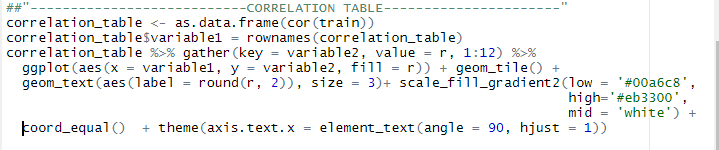 ##"---------------------------CORRELATION TABLE----------------------"
correlation_table <- as.data.frame(cor(train))
correlation_table$variable1 = rownames(correlation_table)
correlation_table %>% gather(key = variable2, value = r, 1:12) %>%
  ggplot(aes(x = variable1, y = variable2, fill = r)) + geom_tile() +
  geom_text(aes(label = round(r, 2)), size = 3)+ scale_fill_gradient2(low = '#00a6c8',
                                                                      high='#eb3300',
                                                                      mid = 'white') +
  coord_equal()  + theme(axis.text.x = element_text(angle = 90, hjust = 1))